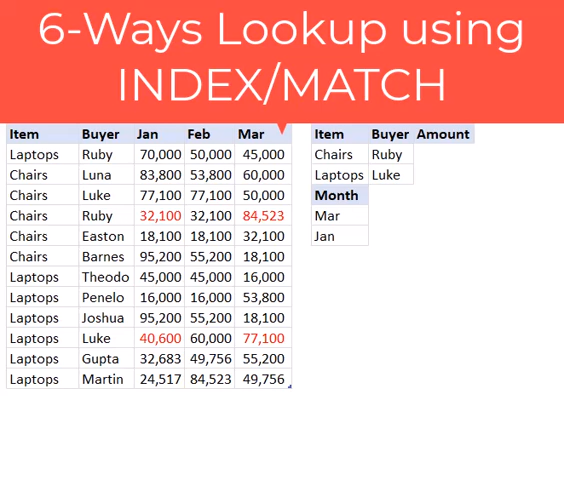 6-Ways Lookup using
INDEX/MATCH
Item Buyer Jan Feb Mar
Laptops Ruby 70,000 50,000 45,000
Chairs Luna 83,800 53,800 60,000
Chairs Luke 77,100 77,100 50,000
Chairs Ruby 32,100 32,100 84,523
Chairs Easton 18,100 18,100 32,100
Chairs Barnes 95,200 55,200 18,100
Laptops Theodo 45,000 45,000 16,000
Laptops Penelo 16,000 16,000 53,800
Laptops Joshua 95,200 55,200 18,100
Laptops Luke 40,600 60,000 77,100
Laptops Gupta 32,683 49,756 55,200
Laptops Martin 24,517 84,523 49,756
Item Buyer Amount
Chairs Ruby
Laptops Luke
Month
Mar
Jan